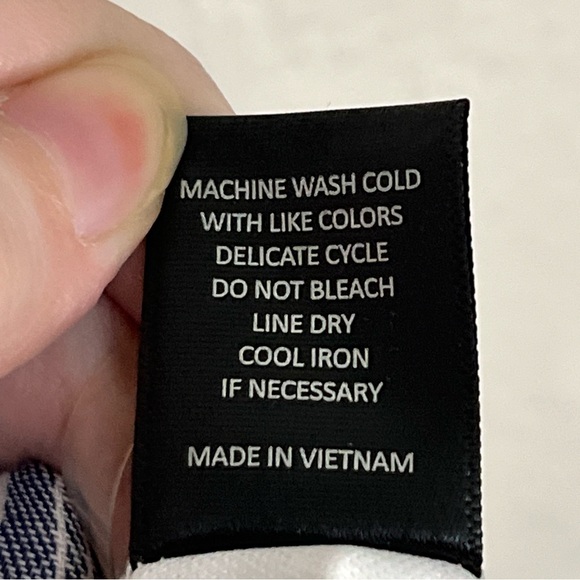 MACHINE WASH COLD
WITH LIKE COLORS
DELICATE CYCLE
DO NOT BLEACH
LINE DRY
COOL IRON
IF NECESSARY
MADE IN VIETNAM